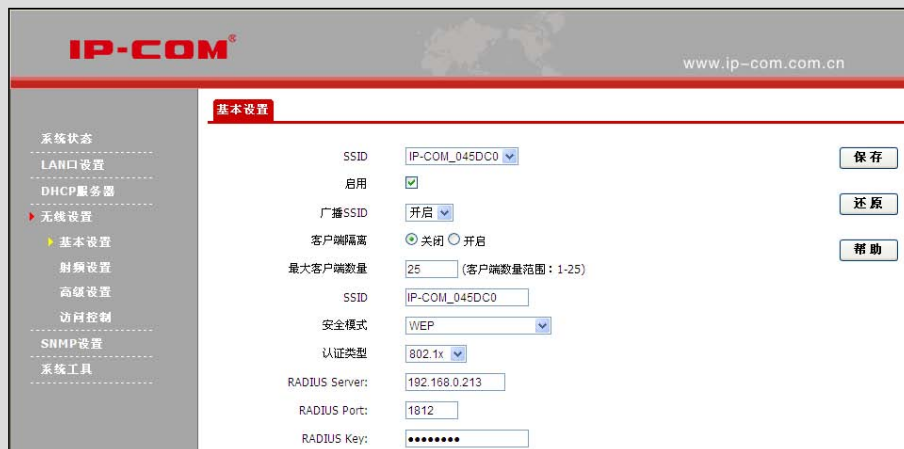 IP-COM®
www.ip-com.com.cn
基本设置
系统状态
LAN口设置
DHCP服务器
无线设置
基本设置
射频设置
高级设置
访问控制
SNMP设置
系统工具
SSID IP-COM_045DC0
启用
广播SSID 开启
客户端隔离 关闭 开启
最大客户端数量 25 (客户端数量范围：1-25)
SSID IP-COM_045DC0
安全模式 WEP
认证类型 802.1x
RADIUS Server: 192.168.0.213
RADIUS Port: 1812
RADIUS Key: ●●●●●●●●
保存
还原
帮助